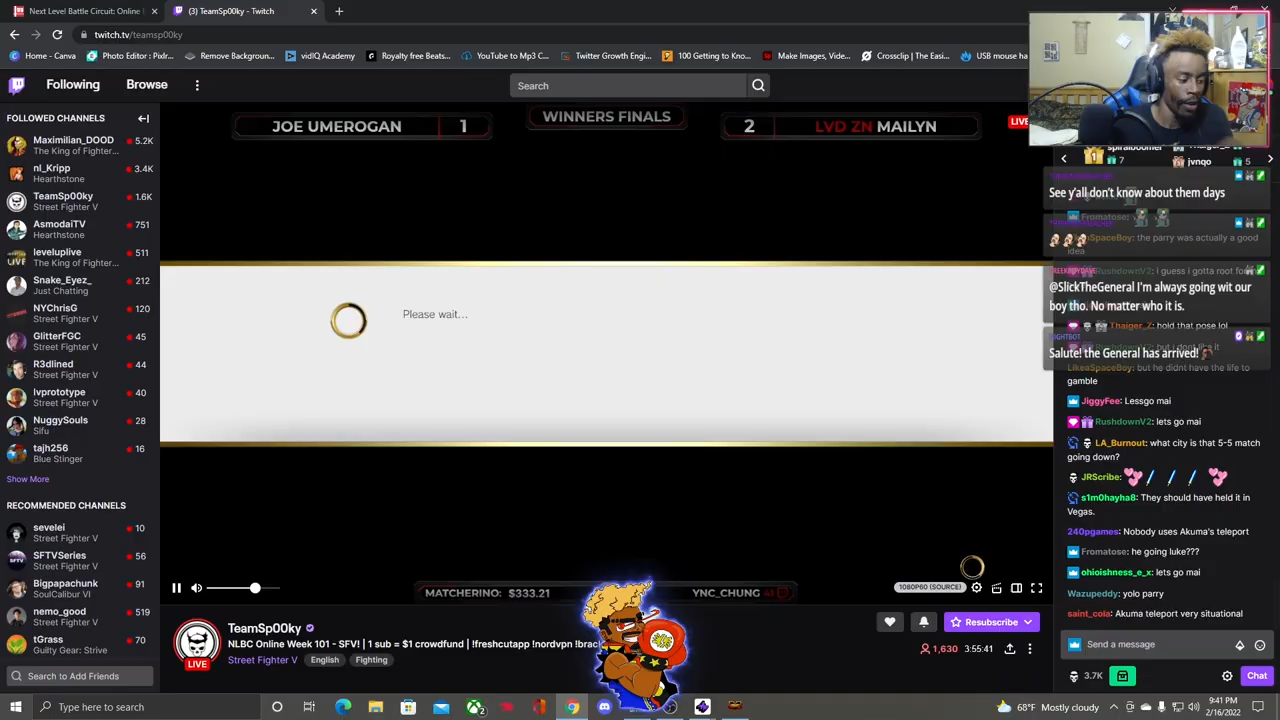 Next Level Battle Circuit: Online
(3) TeamSp00ky - Twitch
twitch.tv/teamsp00ky
Home - Canva
Photo Editor : Pixlr...
Remove Backgroun...
vidIQ Academy
Royalty free Beats...
YouTube to Mp3 C...
Twitter Growth Engi...
100 Getting to Kno...
Make Images, Video...
Crossclip | The Easi...
USB mouse ha
Following
Browse
Search
FOLLOWED CHANNELS
Maximilian_DOOD 5.2K
The King of Fighter...
nl_Kripp 3.4K
Hearthstone
TeamSp00ky 1.6K
Street Fighter V
AsmodaiTV 751
Hearthstone
leveluplive 511
The King of Fighter...
Snake_Eyez_ 212
Just Chatting
NYChrisG 120
Street Fighter V
GlitterFGC 45
Street Fighter V
R3dlined 44
Street Fighter V
lvprototype 40
Street Fighter V
NuggySouls 28
Sifu
tajh256 16
Blue Stinger
Show More
RECOMMENDED CHANNELS
sevelei 10
Street Fighter V
SFTVSeries 56
Street Fighter V
Bigpapachunk 91
SoulCalibur VI
nemo_good 519
Street Fighter V
tGrass 70
Guilty Gear: Strive
Search to Add Friends
JOE UMEROGAN 1
WINNERS FINALS
2 LVD ZN MAILYN
LIVE
Please wait...
MATCHERINO: $333.21
YNC_CHUNG
1080P60 (SOURCE)
LIVE
TeamSp00ky
NLBC Online Week 101 - SFV! | 1 sub = $1 crowdfund | !freshcutapp !nordvpn !brac
Street Fighter V
English
Fighting
Resubscribe
1,630
3:55:41
spiralboomer
7
jvnqo
5
See y'all don't know about them days
Fromatose:
LikeaSpaceBoy: the parry was actually a good
idea
RushdownV2: i guess i gotta root for
@SlickTheGeneral I'm always going wit our
boy tho. No matter who it is.
Thaiger_Z: hold that pose lol
Salute! the General has arrived!
LikeaSpaceBoy: but he didnt have the life to
gamble
JiggyFee: Lessgo mai
RushdownV2: lets go mai
LA_Burnout: what city is that 5-5 match
going down?
JRScribe:
s1m0hayha8: They should have held it in
Vegas.
240pgames: Nobody uses Akuma's teleport
Fromatose: he going luke???
ohioishness_e_x: lets go mai
Wazupeddy: yolo parry
saint_cola: Akuma teleport very situational
Send a message
3.7K
Chat
Type here to search
68°F Mostly cloudy
9:41 PM
2/16/2022